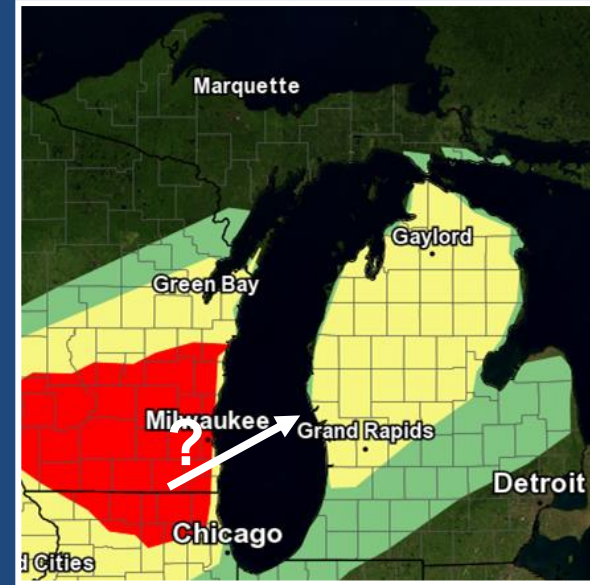 Marquette
Gaylord
Green Bay
Milwaukee
?
Grand Rapids
Detroit
Chicago
d Cities